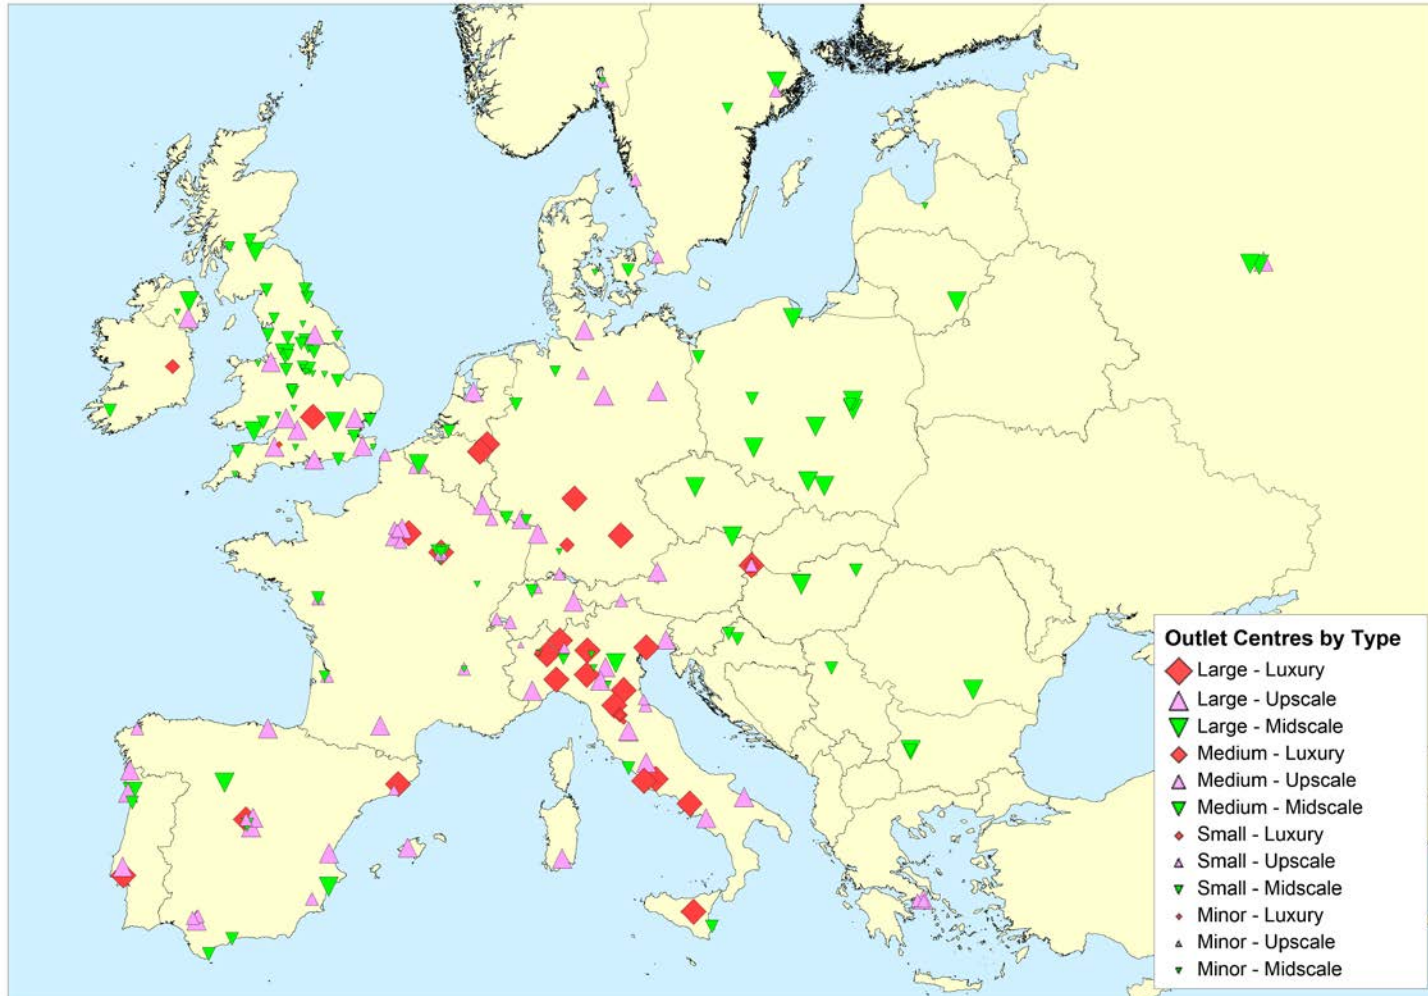 Outlet Centres by Type
Large - Luxury
Large - Upscale
Large - Midscale
Medium - Luxury
Medium - Upscale
Medium - Midscale
Small - Luxury
Small - Upscale
Small - Midscale
Minor - Luxury
Minor - Upscale
Minor - Midscale